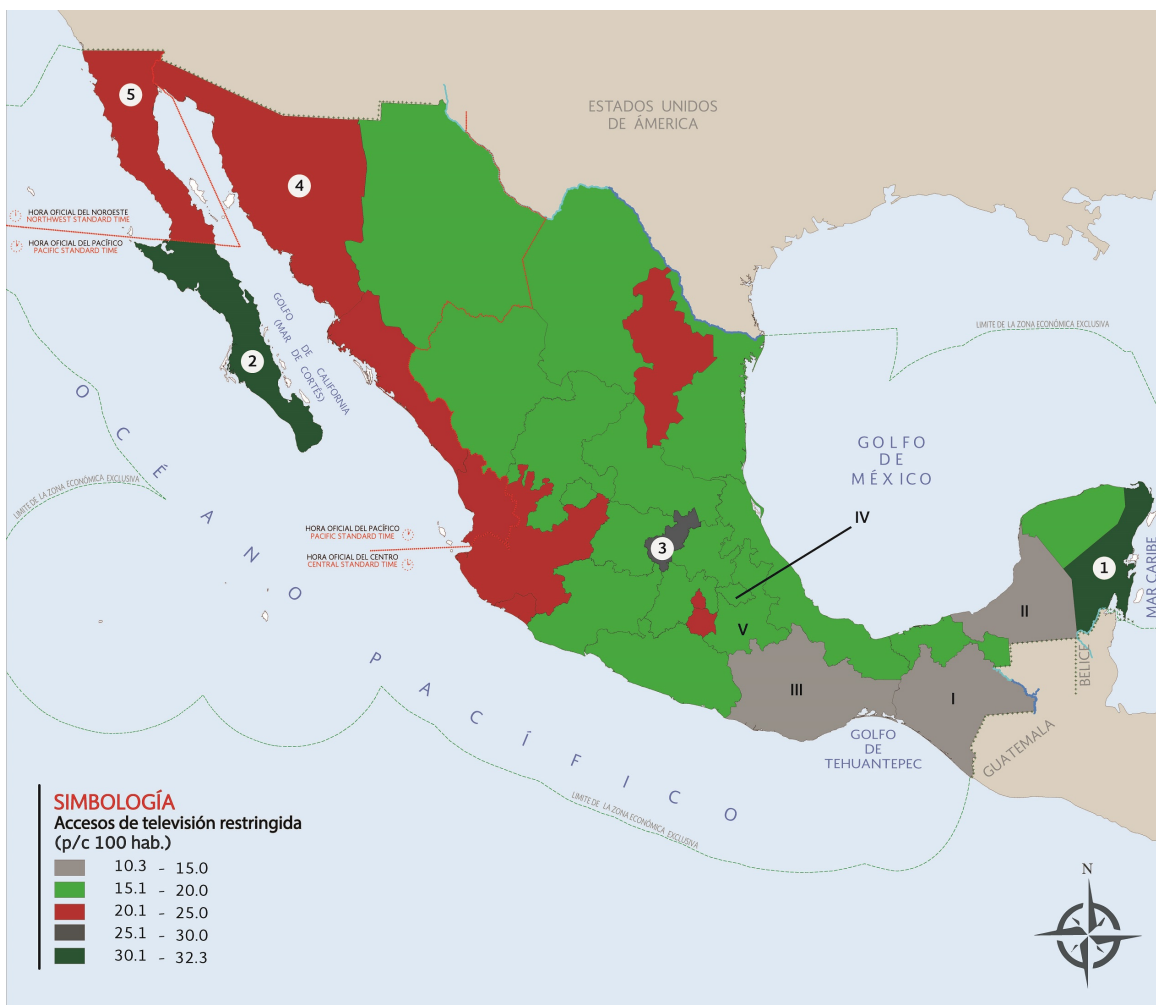 ESTADOS UNIDOS
DE ÁMERICA
5
4
HORA OFICIAL DEL NOROESTE
NORTHWEST STANDARD TIME
HORA OFICIAL DEL PACÍFICO
PACIFIC STANDARD TIME
GOLFO DE CALIFORNIA
(MAR DE CORTÉS)
2
LIMITE DE LA ZONA ECONÓMICA EXCLUSIVA
OCÉANO PACÍFICO
LIMITE DE LA ZONA ECONÓMICA EXCLUSIVA
GOLFO
DE
MÉXICO
IV
HORA OFICIAL DEL PACÍFICO
PACIFIC STANDARD TIME
HORA OFICIAL DEL CENTRO
CENTRAL STANDARD TIME
3
1
MAR CARIBE
II
V
BELICE
III
I
GOLFO
DE
TEHUANTEPEC
GUATEMALA
LIMITE DE LA ZONA ECONÓMICA EXCLUSIVA
SIMBOLOGÍA
Accesos de televisión restringida
(p/c 100 hab.)
10.3 - 15.0
15.1 - 20.0
20.1 - 25.0
25.1 - 30.0
30.1 - 32.3
N